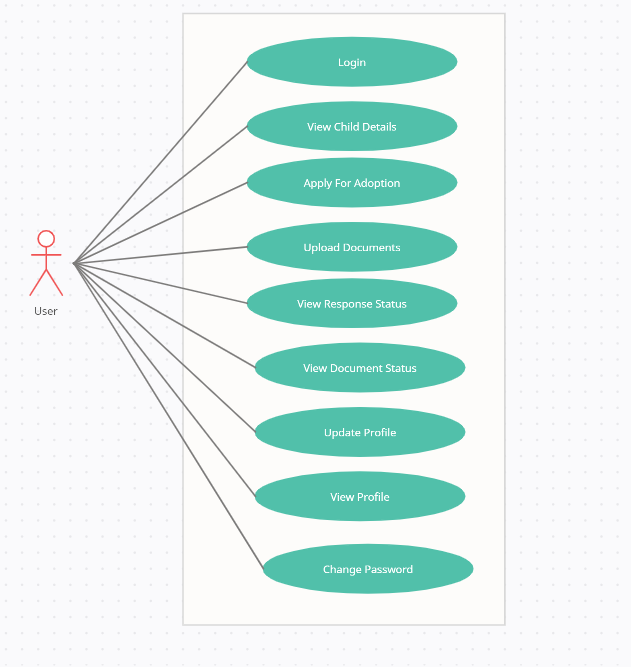 Login
View Child Details
Apply For Adoption
Upload Documents
View Response Status
User
View Document Status
Update Profile
View Profile
Change Password